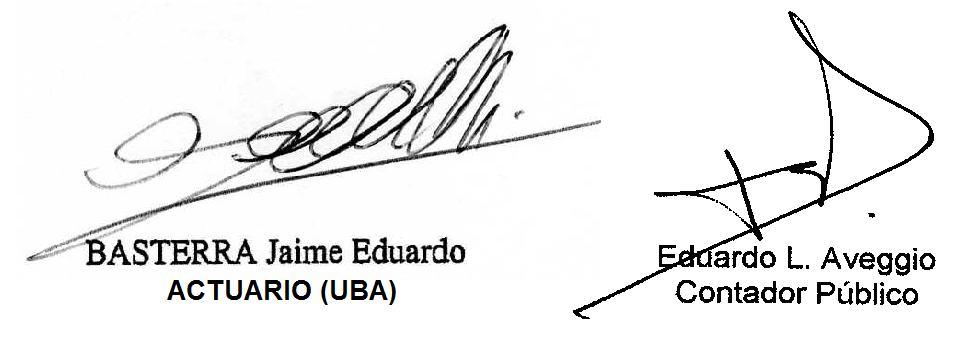 BASTERRA Jaime Eduardo
ACTUARIO (UBA)
Eduardo L. Aveggio
Contador Público